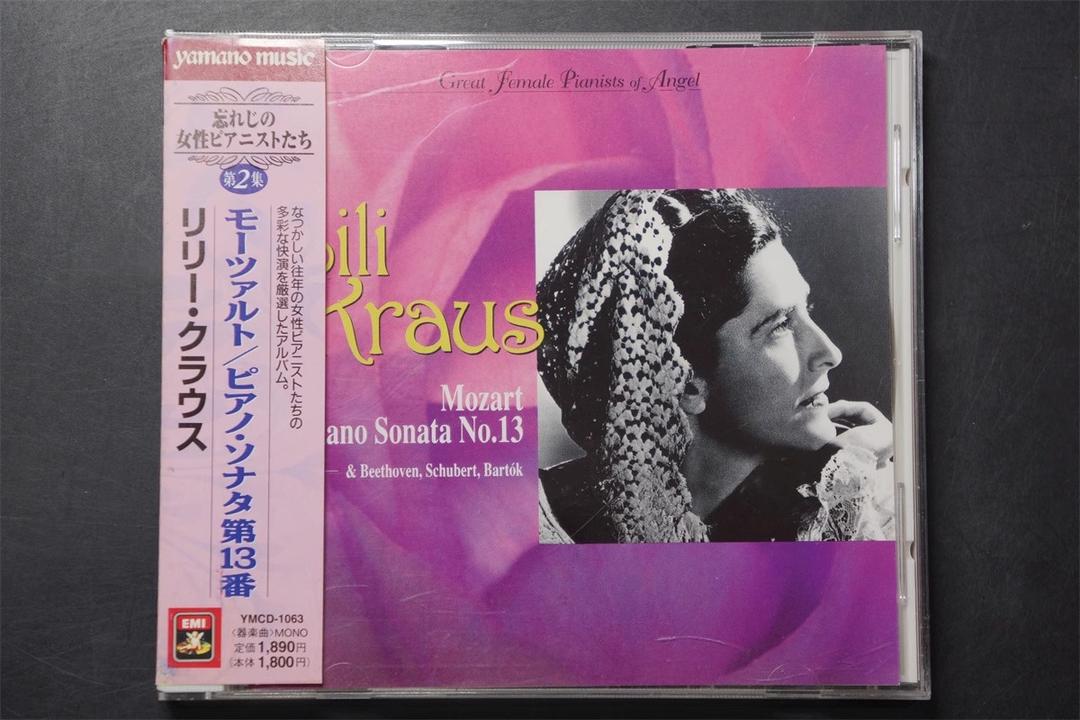 yamano music
忘れじの
女性ピアニストたち
第2集
なつかしい往年の女性ピアニストたちの
多彩な快演を厳選したアルバム。
モーツァルト/ピアノ・ソナタ第13番
リリー・クラウス
EMI
YMCD-1063
〈器楽曲〉MONO
定価1,890円
(本体1,800円)
Great Female Pianists of Angel
ili
Kraus
Mozart
ano Sonata No.13
& Beethoven, Schubert, Bartók